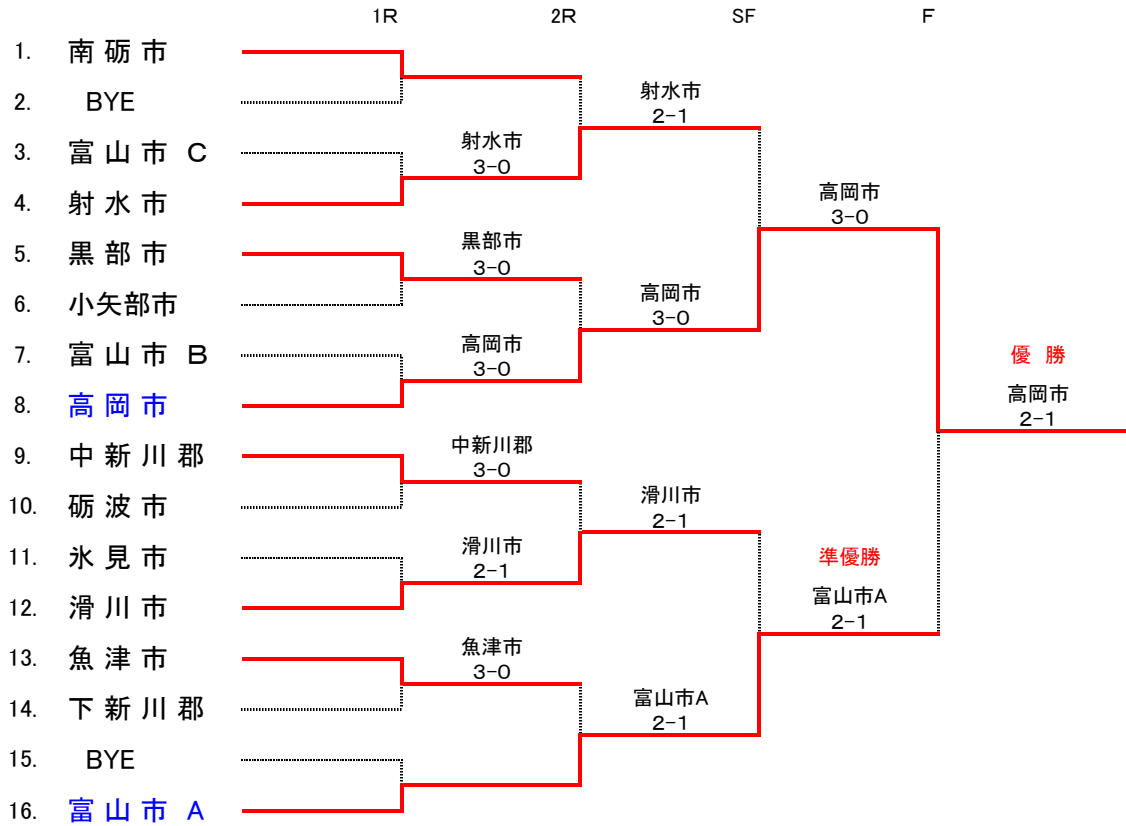 1R 2R SF F
1. 南砺市
2. BYE
3. 富山市 C
4. 射水市
5. 黒部市
6. 小矢部市
7. 富山市 B
8. 高岡市
9. 中新川郡
10. 砺波市
11. 氷見市
12. 滑川市
13. 魚津市
14. 下新川郡
15. BYE
16. 富山市 A
射水市
3-0
黒部市
3-0
高岡市
3-0
中新川郡
3-0
滑川市
2-1
魚津市
3-0
射水市
2-1
高岡市
3-0
滑川市
2-1
富山市A
2-1
高岡市
3-0
準優勝
富山市A
2-1
優勝
高岡市
2-1